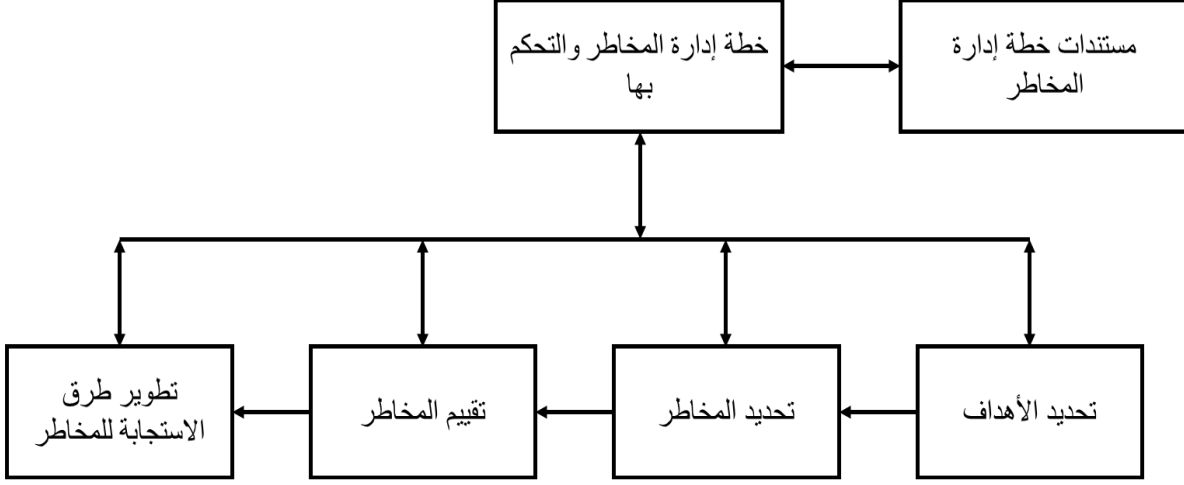 مستندات خطة إدارة
المخاطر
خطة إدارة المخاطر والتحكم
بها
تحديد الأهداف
تحديد المخاطر
تقييم المخاطر
تطوير طرق
الاستجابة للمخاطر